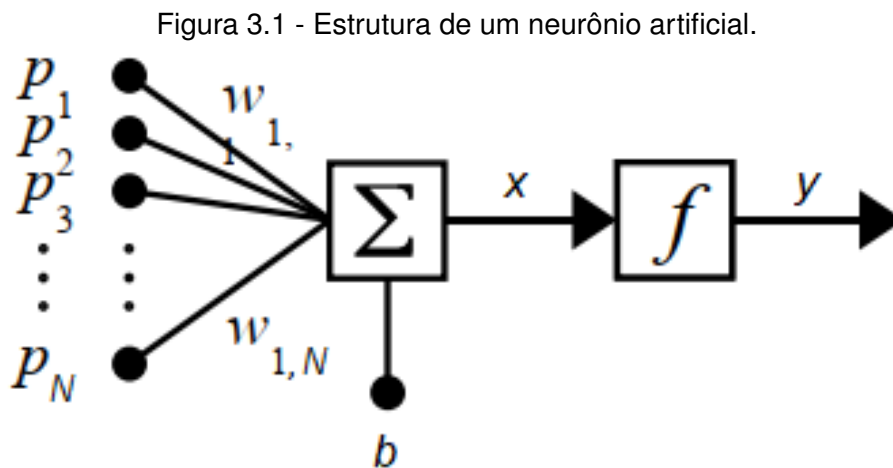 Figura 3.1 - Estrutura de um neurônio artificial.
p1
p2
p3
pN
w1,1
w1,N
Σ
x
f
y
b